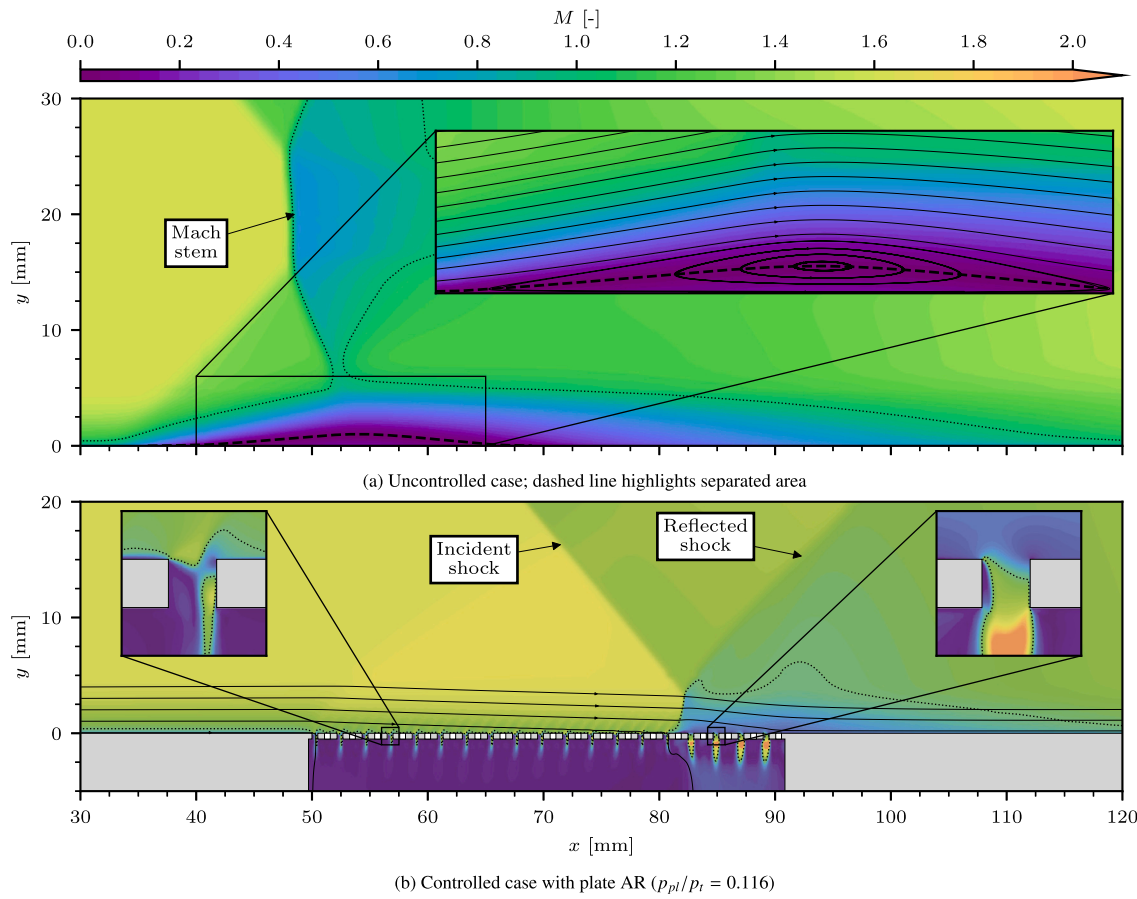 M [-]
0.0 0.2 0.4 0.6 0.8 1.0 1.2 1.4 1.6 1.8 2.0
30
20
10
0
y [mm]
Mach
stem
(a) Uncontrolled case; dashed line highlights separated area
20
10
0
y [mm]
Incident
shock
Reflected
shock
30 40 50 60 70 80 90 100 110 120
x [mm]
(b) Controlled case with plate AR (p_pl/p_t = 0.116)